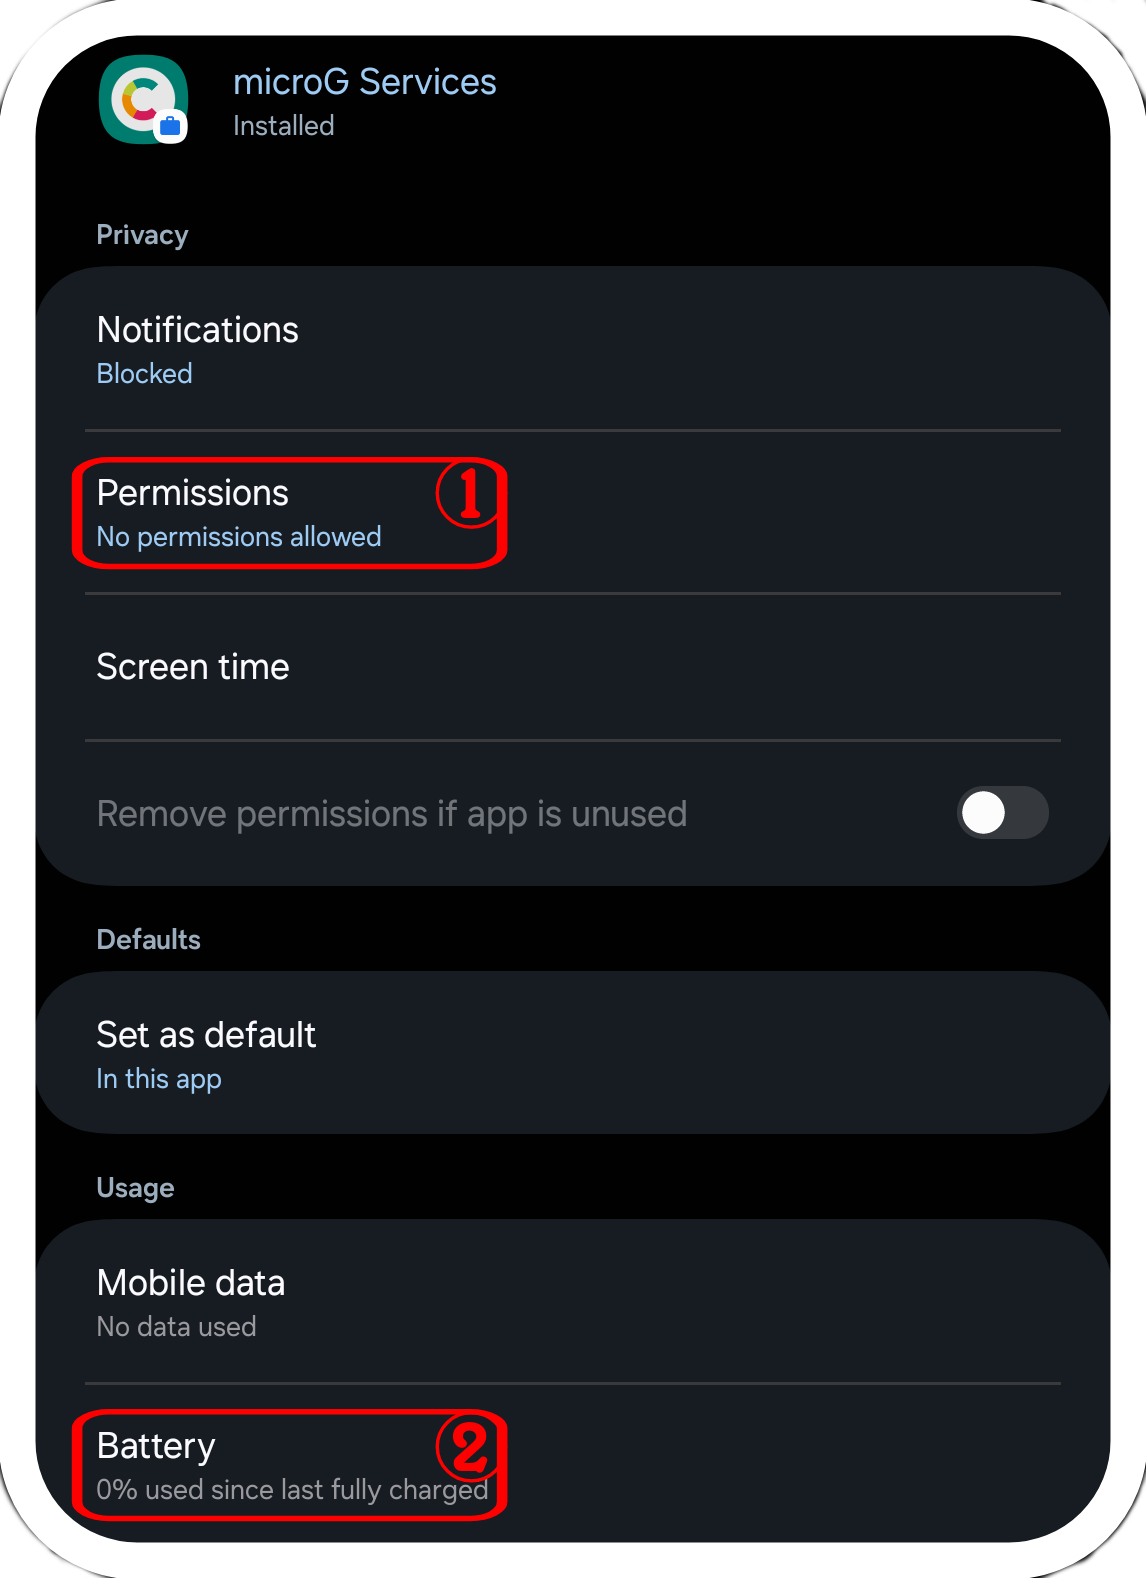 microG Services
Installed
Privacy
Notifications
Blocked
Permissions
1
No permissions allowed
Screen time
Remove permissions if app is unused
Defaults
Set as default
In this app
Usage
Mobile data
No data used
Battery
2
0% used since last fully charged